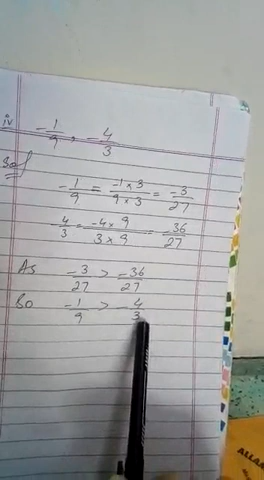 iv -1/9 , -4/3
Sol
-1/9 = -1×3/9×3 = -3/27
4/3 = -4×9/3×9 = -36/27
As -3/27 > -36/27
So -1/9 > -4/3
ALLAM